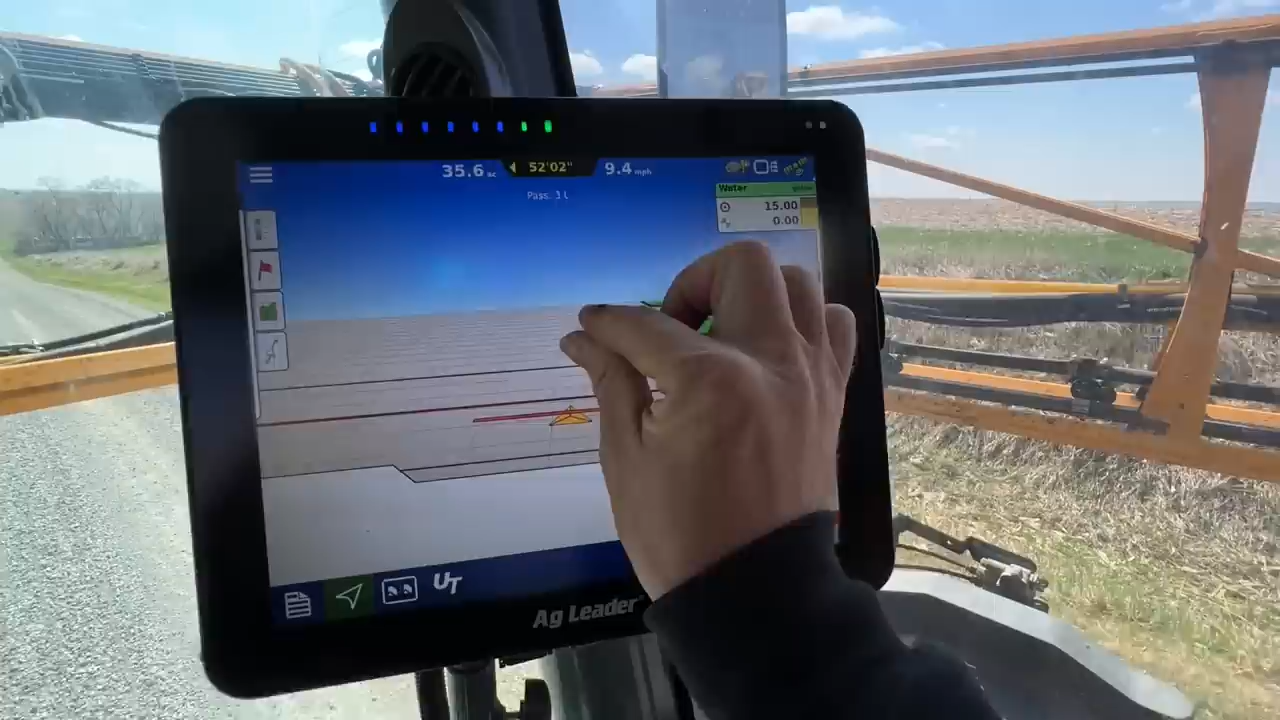 35.6 ac
52'02"
9.4 mph
Pass: 3 L
Water
15.00
0.00
UT
Ag Leader